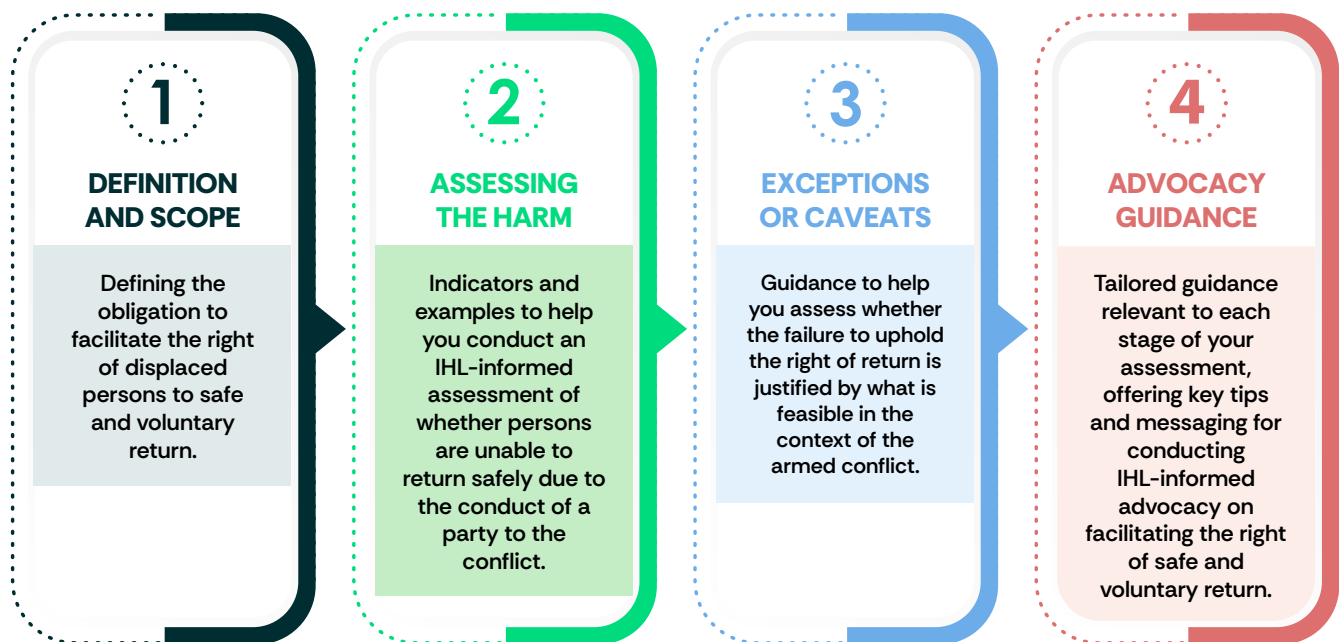 1
DEFINITION
AND SCOPE
Defining the
obligation to
facilitate the right
of displaced
persons to safe
and voluntary
return.
2
ASSESSING
THE HARM
Indicators and
examples to help
you conduct an
IHL-informed
assessment of
whether persons
are unable to
return safely due to
the conduct of a
party to the
conflict.
3
EXCEPTIONS
OR CAVEATS
Guidance to help
you assess whether
the failure to uphold
the right of return is
justified by what is
feasible in the
context of the
armed conflict.
4
ADVOCACY
GUIDANCE
Tailored guidance
relevant to each
stage of your
assessment,
offering key tips
and messaging for
conducting
IHL-informed
advocacy on
facilitating the right
of safe and
voluntary return.